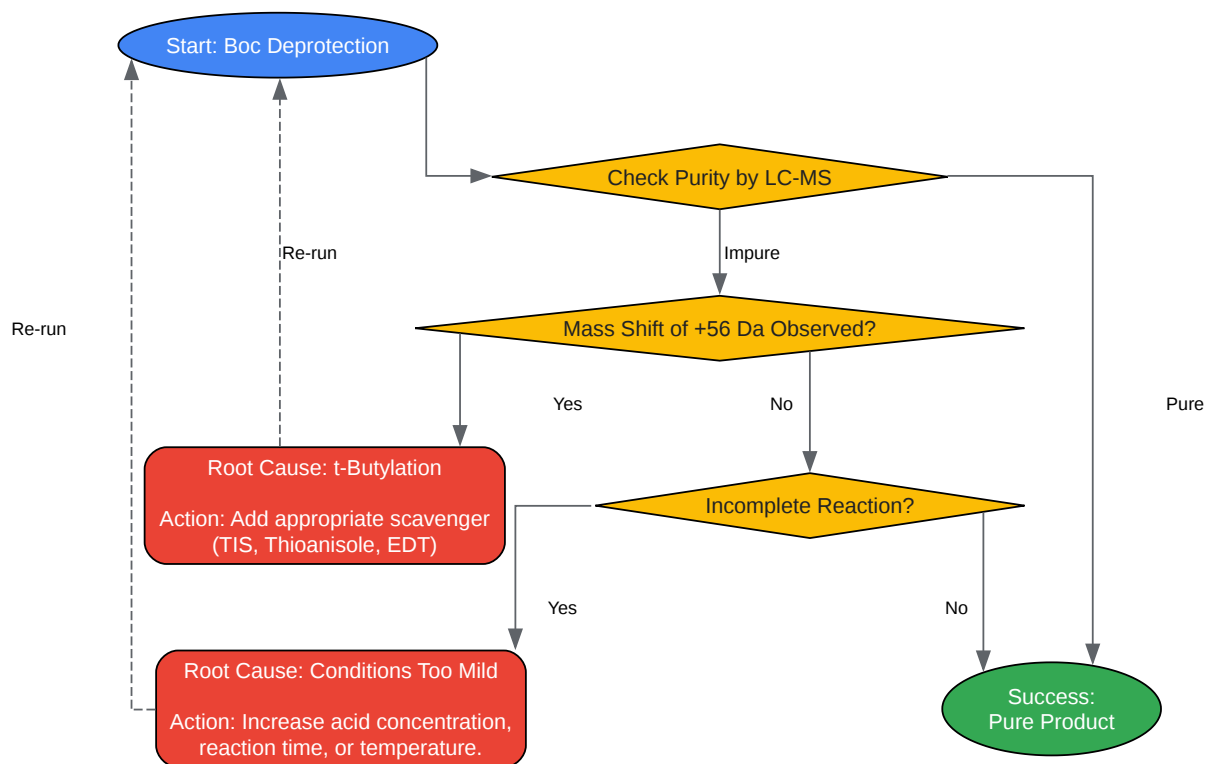 Start: Boc Deprotection
Check Purity by LC-MS
Re-run
Impure
Re-run
Mass Shift of +56 Da Observed?
Yes
No
Pure
Root Cause: t-Butylation
Action: Add appropriate scavenger
(TIS, Thioanisole, EDT)
Incomplete Reaction?
Yes
No
Root Cause: Conditions Too Mild
Action: Increase acid concentration,
reaction time, or temperature.
Success:
Pure Product